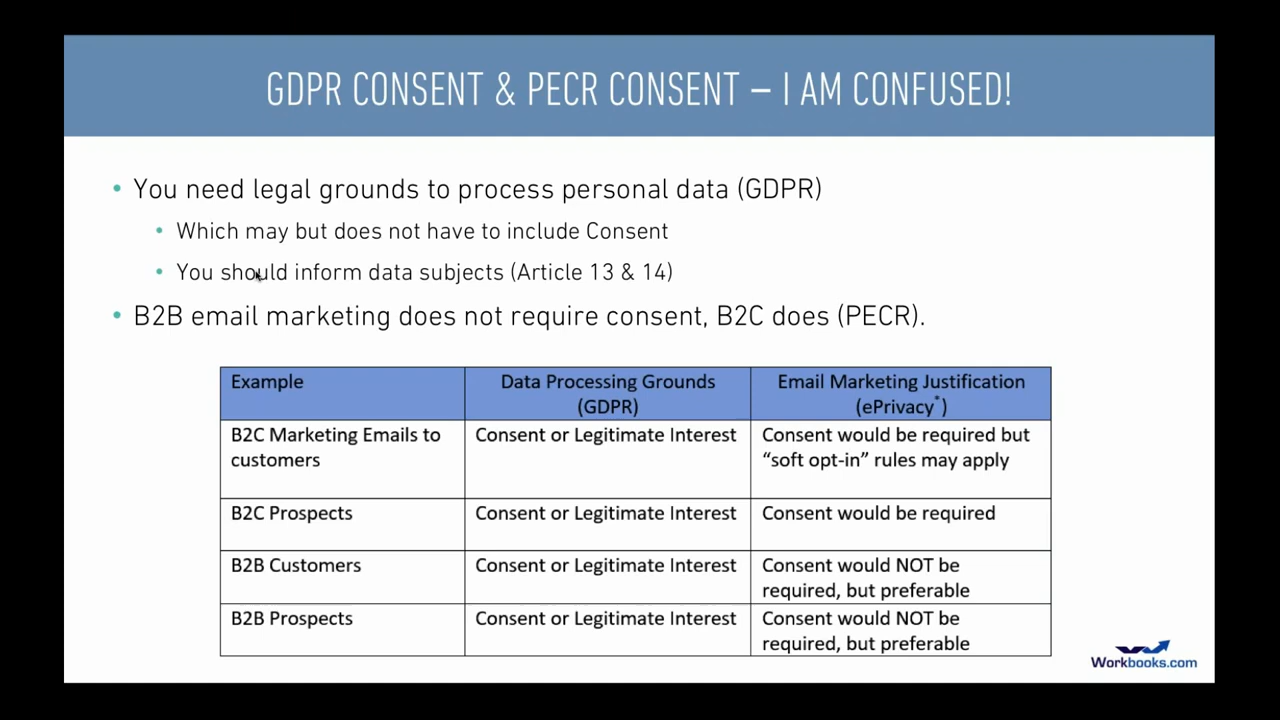 GDPR CONSENT & PECR CONSENT – I AM CONFUSED!
• You need legal grounds to process personal data (GDPR)
• Which may but does not have to include Consent
• You should inform data subjects (Article 13 & 14)
• B2B email marketing does not require consent, B2C does (PECR).
Example
Data Processing Grounds
(GDPR)
Email Marketing Justification
(ePrivacy*)
B2C Marketing Emails to
customers
Consent or Legitimate Interest
Consent would be required but
“soft opt-in” rules may apply
B2C Prospects
Consent or Legitimate Interest
Consent would be required
B2B Customers
Consent or Legitimate Interest
Consent would NOT be
required, but preferable
B2B Prospects
Consent or Legitimate Interest
Consent would NOT be
required, but preferable
Workbooks.com